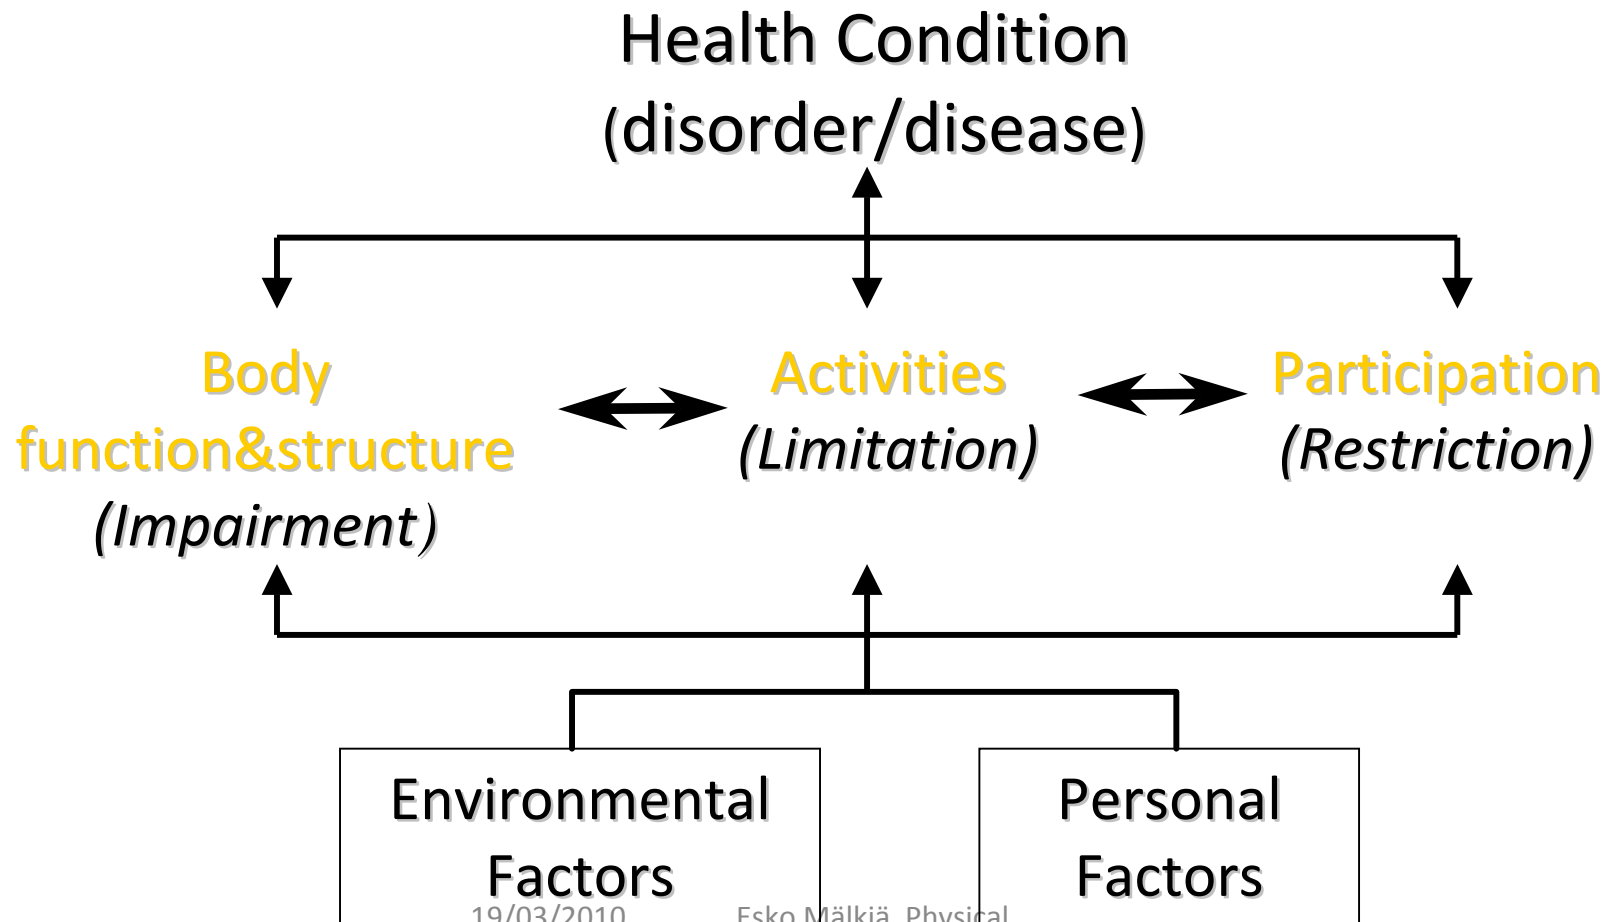 Health Condition
(disorder/disease)
Body
function&structure
(Impairment)
Activities
(Limitation)
Participation
(Restriction)
Environmental
Factors
Personal
Factors
19/03/2010
Esko Mälkiä, Physical